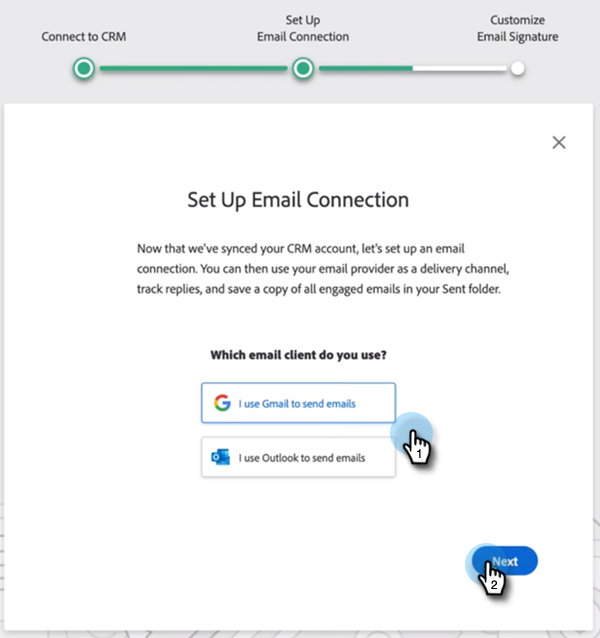 Connect to CRM
Set Up
Email Connection
Customize
Email Signature
Set Up Email Connection
Now that we've synced your CRM account, let's set up an email
connection. You can then use your email provider as a delivery channel,
track replies, and save a copy of all engaged emails in your Sent folder.
Which email client do you use?
I use Gmail to send emails
1
I use Outlook to send emails
Next
2